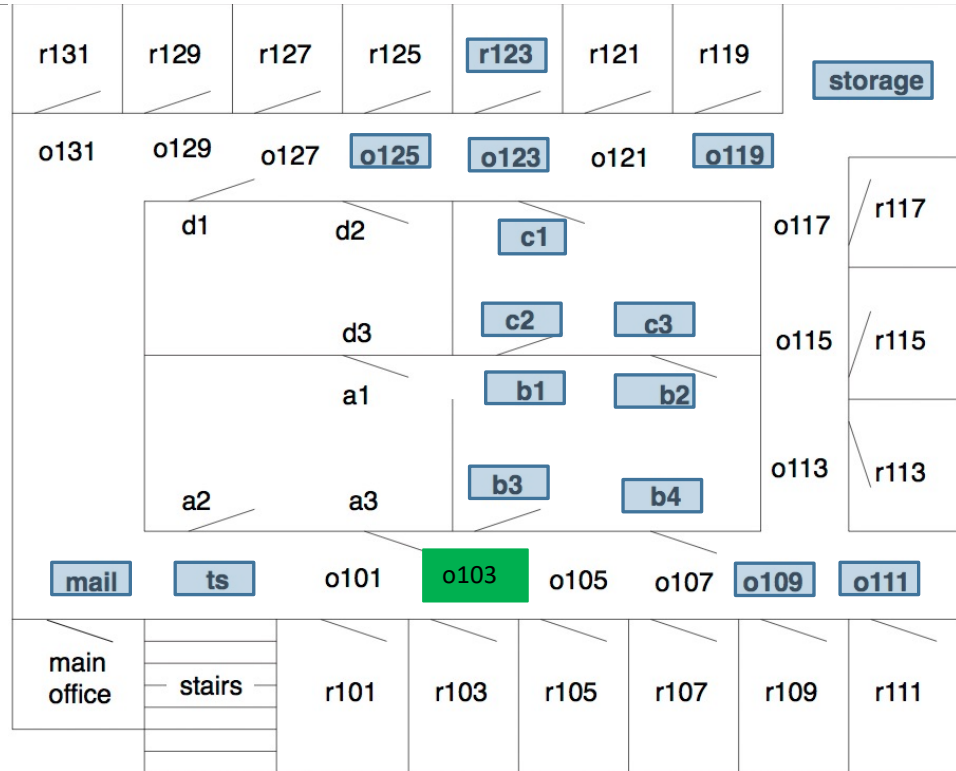 r131 r129 r127 r125 r123 r121 r119
storage
o131 o129 o127 o125 o123 o121 o119
r117
d1 d2 c1 o117
d3 c2 c3 o115 r115
a1 b1 b2
a2 a3 b3 b4 o113 r113
mail ts o101 o103 o105 o107 o109 o111
main
office
stairs r101 r103 r105 r107 r109 r111